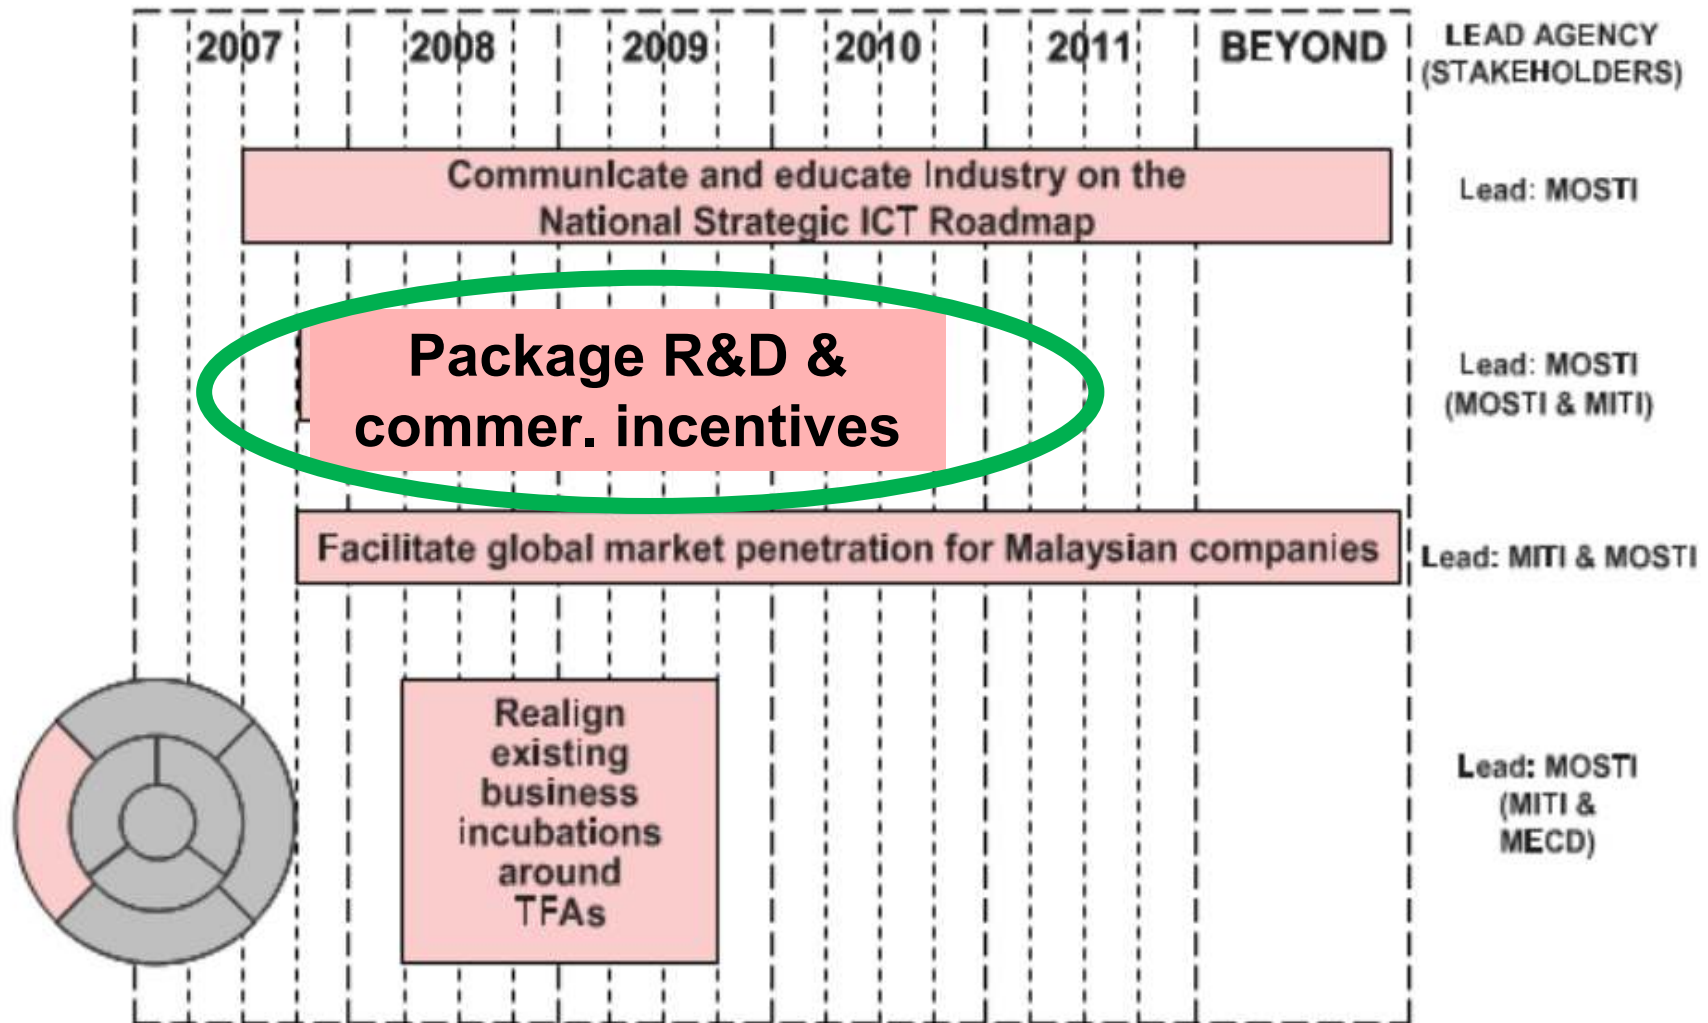 2007 2008 2009 2010 2011 BEYOND
LEAD AGENCY
(STAKEHOLDERS)
Communicate and educate Industry on the
National Strategic ICT Roadmap
Lead: MOSTI
Package R&D &
commer. incentives
Lead: MOSTI
(MOSTI & MITI)
Facilitate global market penetration for Malaysian companies
Lead: MITI & MOSTI
Realign
existing
business
incubations
around
TFAs
Lead: MOSTI
(MITI &
MECD)